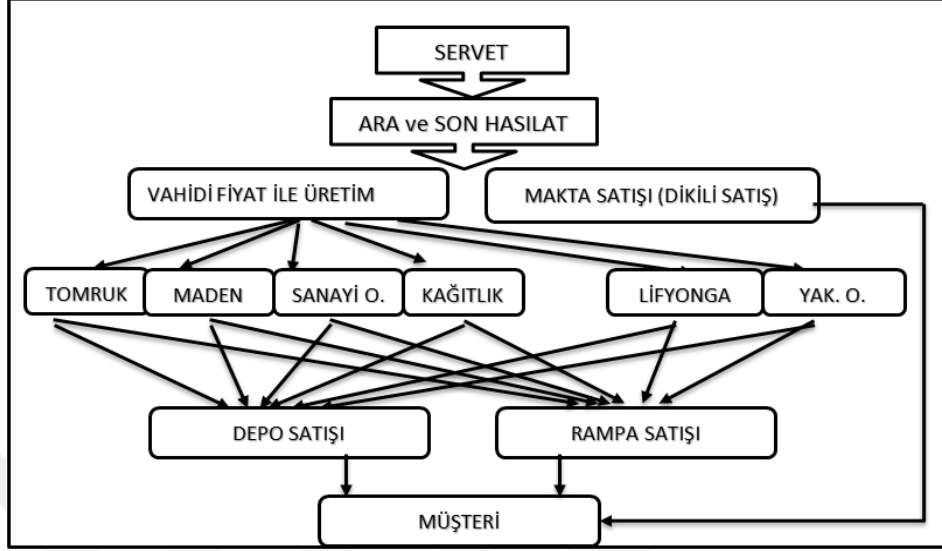 SERVET
ARA ve SON HASILAT
VAHİDİ FİYAT İLE ÜRETİM
MAKTA SATIŞI (DİKİLİ SATIŞ)
TOMRUK
MADEN
SANAYİ O.
KAĞITLIK
LİFYONGA
YAK. O.
DEPO SATIŞI
RAMPA SATIŞI
MÜŞTERİ